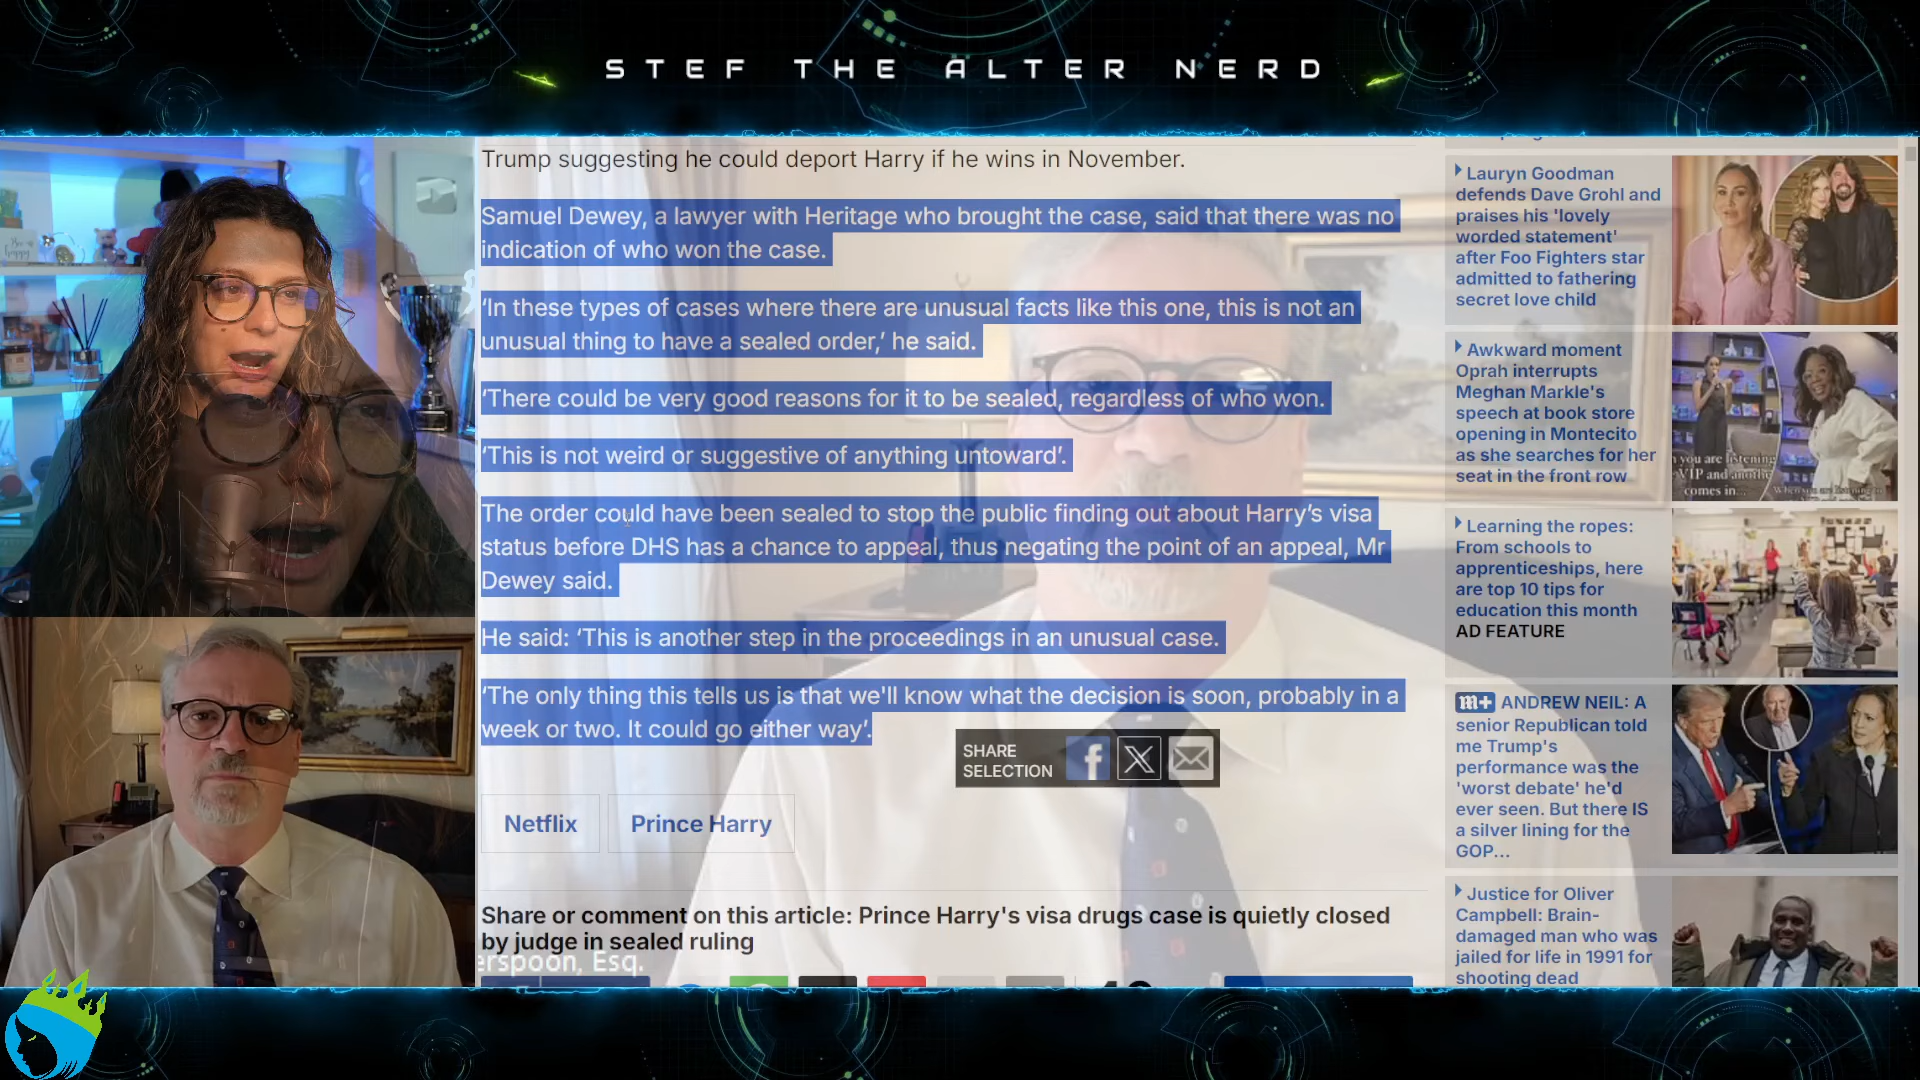 STEF THE ALTER NERD
Trump suggesting he could deport Harry if he wins in November.
Samuel Dewey, a lawyer with Heritage who brought the case, said that there was no
indication of who won the case.
‘In these types of cases where there are unusual facts like this one, this is not an
unusual thing to have a sealed order,’ he said.
‘There could be very good reasons for it to be sealed, regardless of who won.
‘This is not weird or suggestive of anything untoward’.
The order could have been sealed to stop the public finding out about Harry’s visa
status before DHS has a chance to appeal, thus negating the point of an appeal, Mr
Dewey said.
He said: ‘This is another step in the proceedings in an unusual case.
‘The only thing this tells us is that we'll know what the decision is soon, probably in a
week or two. It could go either way’.
SHARE
SELECTION
Netflix
Prince Harry
Share or comment on this article: Prince Harry's visa drugs case is quietly closed
by judge in sealed ruling
erspoon, Esq.
Lauryn Goodman
defends Dave Grohl and
praises his 'lovely
worded statement'
after Foo Fighters star
admitted to fathering
secret love child
Awkward moment
Oprah interrupts
Meghan Markle's
speech at book store
opening in Montecito
as she searches for her
seat in the front row
you are listening
VIP and
comes in...
Learning the ropes:
From schools to
apprenticeships, here
are top 10 tips for
education this month
AD FEATURE
m+ ANDREW NEIL: A
senior Republican told
me Trump's
performance was the
'worst debate' he'd
ever seen. But there IS
a silver lining for the
GOP...
Justice for Oliver
Campbell: Brain-
damaged man who was
jailed for life in 1991 for
shooting dead